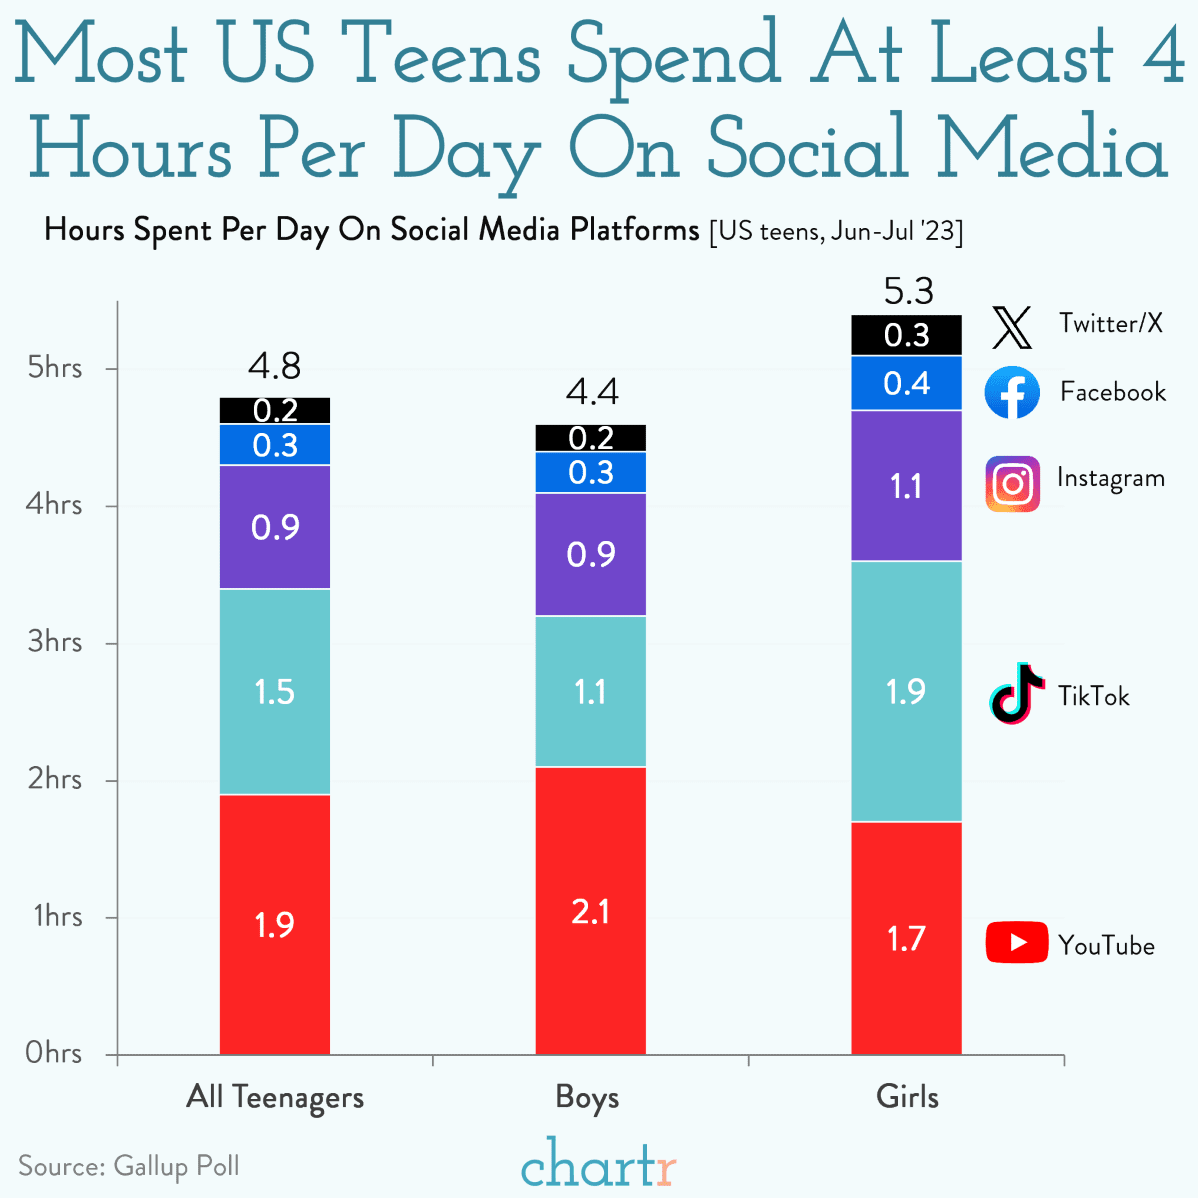 Most US Teens Spend At Least 4
Hours Per Day On Social Media
Hours Spent Per Day On Social Media Platforms [US teens, Jun-Jul '23]
5hrs
4hrs
3hrs
2hrs
1hrs
0hrs
4.8
0.2
0.3
0.9
1.5
1.9
All Teenagers
4.4
0.2
0.3
0.9
1.1
2.1
Boys
5.3
0.3
0.4
1.1
1.9
1.7
Girls
Twitter/X
Facebook
Instagram
TikTok
YouTube
Source: Gallup Poll
chartr